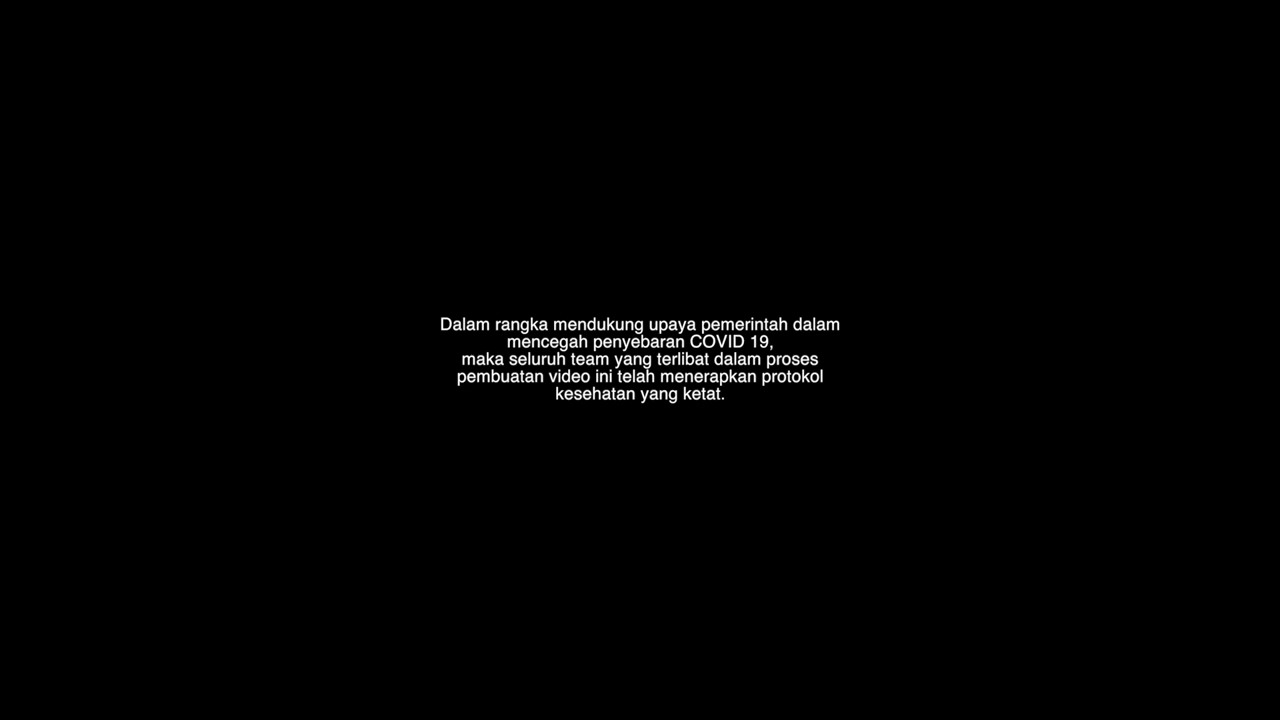 Dalam rangka mendukung upaya pemerintah dalam
mencegah penyebaran COVID 19,
maka seluruh team yang terlibat dalam proses
pembuatan video ini telah menerapkan protokol
kesehatan yang ketat.